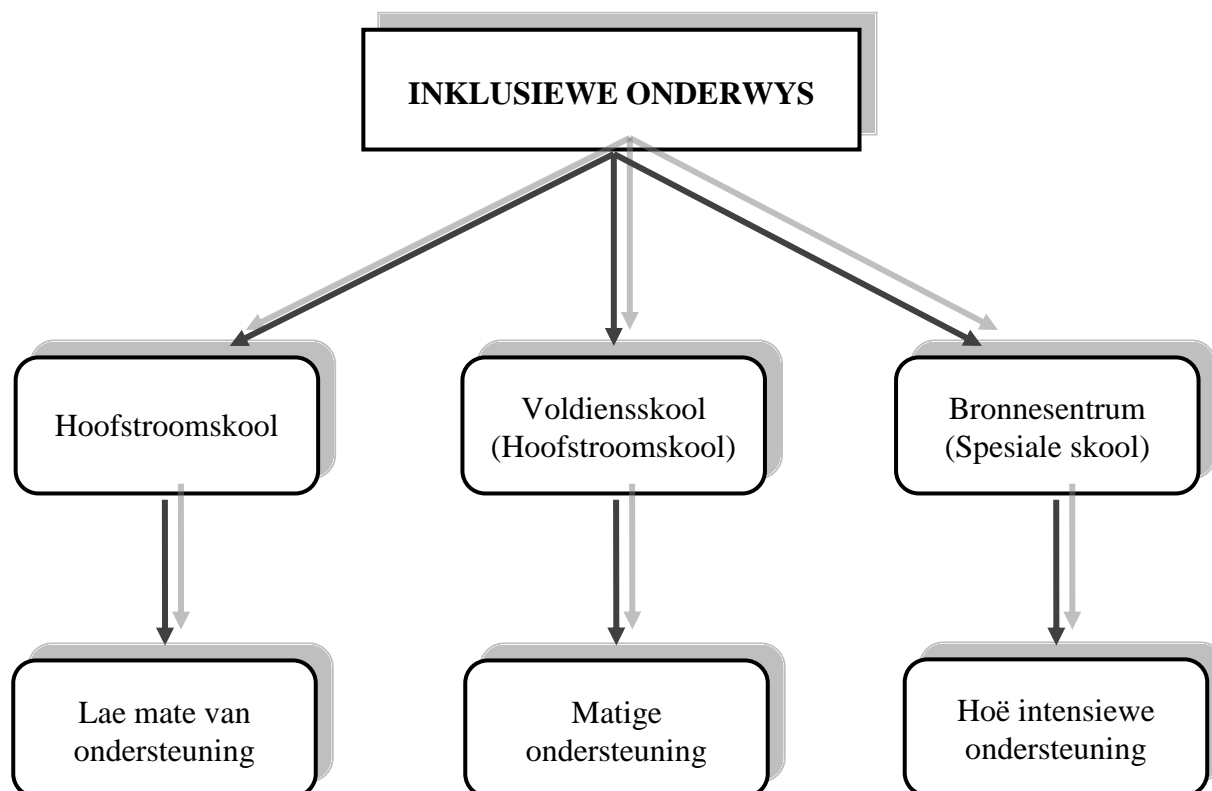 INKLUSIEWE ONDERWYS
Hoofstroomskool
Voldiensskool
(Hoofstroomskool)
Bronnesentrum
(Spesiale skool)
Lae mate van
ondersteuning
Matige
ondersteuning
Hoë intensiewe
ondersteuning